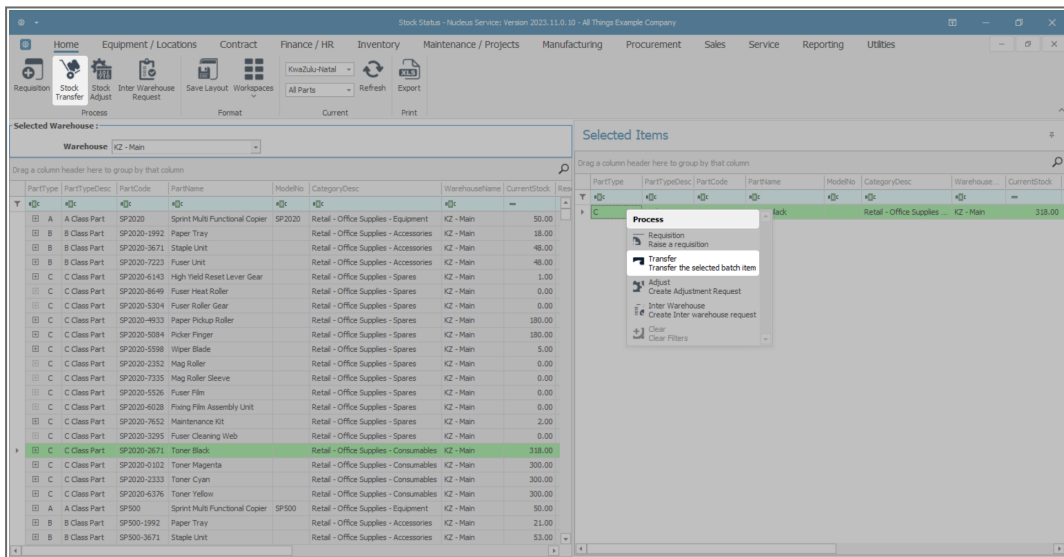 Stock Status - Nucleus Service: Version 2023.11.0.10 - All Things Example Company
Home Equipment / Locations Contract Finance / HR Inventory Maintenance / Projects Manufacturing Procurement Sales Service Reporting Utilities
Requisition Stock Transfer Stock Adjust Inter Warehouse Request Save Layout Workspaces KwaZulu-Natal All Parts Refresh XLS Export
Process Format Current Print
Selected Warehouse :
Warehouse KZ - Main
Drag a column header here to group by that column
PartType PartTypeDesc PartCode PartName ModelNo CategoryDesc WarehouseName CurrentStock
A A Class Part SP2020 Sprint Multi Functional Copier SP2020 Retail - Office Supplies - Equipment KZ - Main 50.00
B B Class Part SP2020-1992 Paper Tray Retail - Office Supplies - Accessories KZ - Main 18.00
B B Class Part SP2020-3671 Staple Unit Retail - Office Supplies - Accessories KZ - Main 48.00
B B Class Part SP2020-7223 Fuser Unit Retail - Office Supplies - Accessories KZ - Main 48.00
C C Class Part SP2020-6143 High Yield Reset Lever Gear Retail - Office Supplies - Spares KZ - Main 1.00
C C Class Part SP2020-8649 Fuser Heat Roller Retail - Office Supplies - Spares KZ - Main 0.00
C C Class Part SP2020-5304 Fuser Roller Gear Retail - Office Supplies - Spares KZ - Main 0.00
C C Class Part SP2020-4933 Paper Pickup Roller Retail - Office Supplies - Spares KZ - Main 180.00
C C Class Part SP2020-5084 Picker Finger Retail - Office Supplies - Spares KZ - Main 180.00
C C Class Part SP2020-5598 Wiper Blade Retail - Office Supplies - Spares KZ - Main 5.00
C C Class Part SP2020-2352 Mag Roller Retail - Office Supplies - Spares KZ - Main 0.00
C C Class Part SP2020-7335 Mag Roller Sleeve Retail - Office Supplies - Spares KZ - Main 0.00
C C Class Part SP2020-5526 Fuser Film Retail - Office Supplies - Spares KZ - Main 0.00
C C Class Part SP2020-6028 Fixing Film Assembly Unit Retail - Office Supplies - Spares KZ - Main 0.00
C C Class Part SP2020-7652 Maintenance Kit Retail - Office Supplies - Spares KZ - Main 2.00
C C Class Part SP2020-3295 Fuser Cleaning Web Retail - Office Supplies - Spares KZ - Main 0.00
C C Class Part SP2020-2671 Toner Black Retail - Office Supplies - Consumables KZ - Main 318.00
C C Class Part SP2020-0102 Toner Magenta Retail - Office Supplies - Consumables KZ - Main 300.00
C C Class Part SP2020-2333 Toner Cyan Retail - Office Supplies - Consumables KZ - Main 300.00
C C Class Part SP2020-6376 Toner Yellow Retail - Office Supplies - Consumables KZ - Main 300.00
A A Class Part SP500 Sprint Multi Functional Copier SP500 Retail - Office Supplies - Equipment KZ - Main 50.00
B B Class Part SP500-1992 Paper Tray Retail - Office Supplies - Accessories KZ - Main 21.00
B B Class Part SP500-3671 Staple Unit Retail - Office Supplies - Accessories KZ - Main 53.00
Selected Items
Drag a column header here to group by that column
PartType PartTypeDesc PartCode PartName ModelNo CategoryDesc Warehouse... CurrentStock
C Retail - Office Supplies ... KZ - Main 318.00
Process
Requisition
Raise a requisition
Transfer
Transfer the selected batch item
Adjust
Create Adjustment Request
Inter Warehouse
Create Inter warehouse request
Clear
Clear Filters